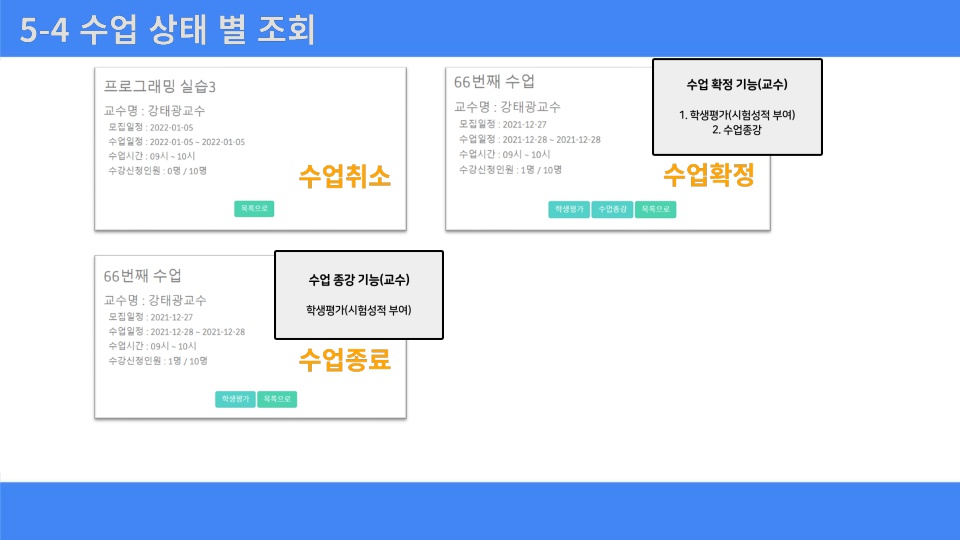 5-4 수업 상태 별 조회
프로그래밍 실습3
교수명 : 강태광교수
모집일정 : 2022-01-05
수업일정 : 2022-01-05 ~ 2022-01-05
수업시간 : 09시 ~ 10시
수강신청인원 : 0명 / 10명
수업취소
목록으로
66번째 수업
교수명 : 강태광교수
모집일정 : 2021-12-27
수업일정 : 2021-12-28 ~ 2021-12-28
수업시간 : 09시 ~ 10시
수강신청인원 : 1명 / 10명
수업확정
학생평가 수업종강 목록으로
수업 확정 기능(교수)
1. 학생평가(시험성적 부여)
2. 수업종강
66번째 수업
교수명 : 강태광교수
모집일정 : 2021-12-27
수업일정 : 2021-12-28 ~ 2021-12-28
수업시간 : 09시 ~ 10시
수강신청인원 : 1명 / 10명
수업종료
학생평가 목록으로
수업 종강 기능(교수)
학생평가(시험성적 부여)